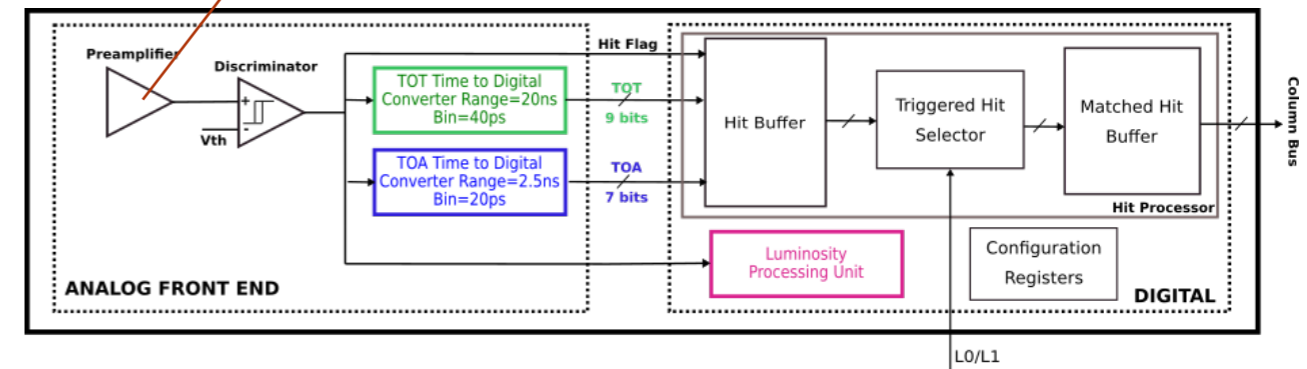 Preamplifier
Discriminator
+
-
Vth
Hit Flag
TOT Time to Digital
Converter Range=20ns
Bin=40ps
TOT
9 bits
TOA Time to Digital
Converter Range=2.5ns
Bin=20ps
TOA
7 bits
ANALOG FRONT END
Hit Buffer
Triggered Hit
Selector
Matched Hit
Buffer
Hit Processor
Luminosity
Processing Unit
Configuration
Registers
DIGITAL
L0/L1
Column Bus